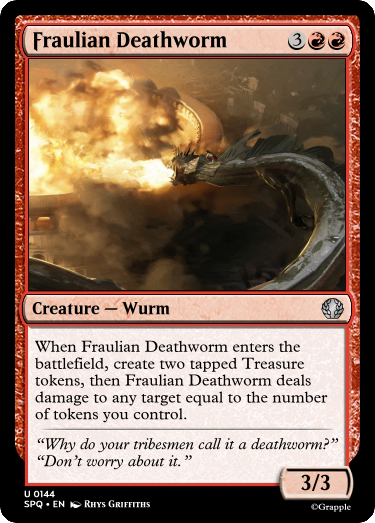 Fraulian Deathworm
3
Creature — Wurm
When Fraulian Deathworm enters the
battlefield, create two tapped Treasure
tokens, then Fraulian Deathworm deals
damage to any target equal to the number
of tokens you control.
“Why do your tribesmen call it a deathworm?”
“Don’t worry about it.”
3/3
U 0144
SPQ • EN Rhys Griffiths
©Grapple